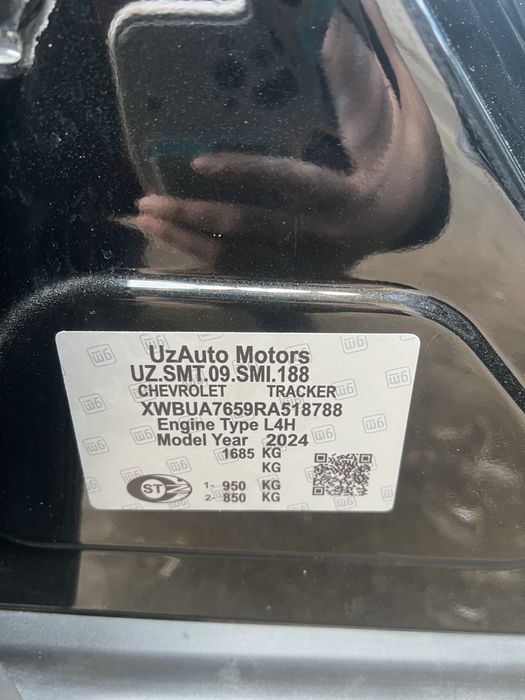 UzAuto Motors
UZ.SMT.09.SMI.188
CHEVROLET TRACKER
XWBUA7659RA518788
Engine Type L4H
Model Year 2024
1685 KG
KG
1- 950 KG
2- 850 KG
ST